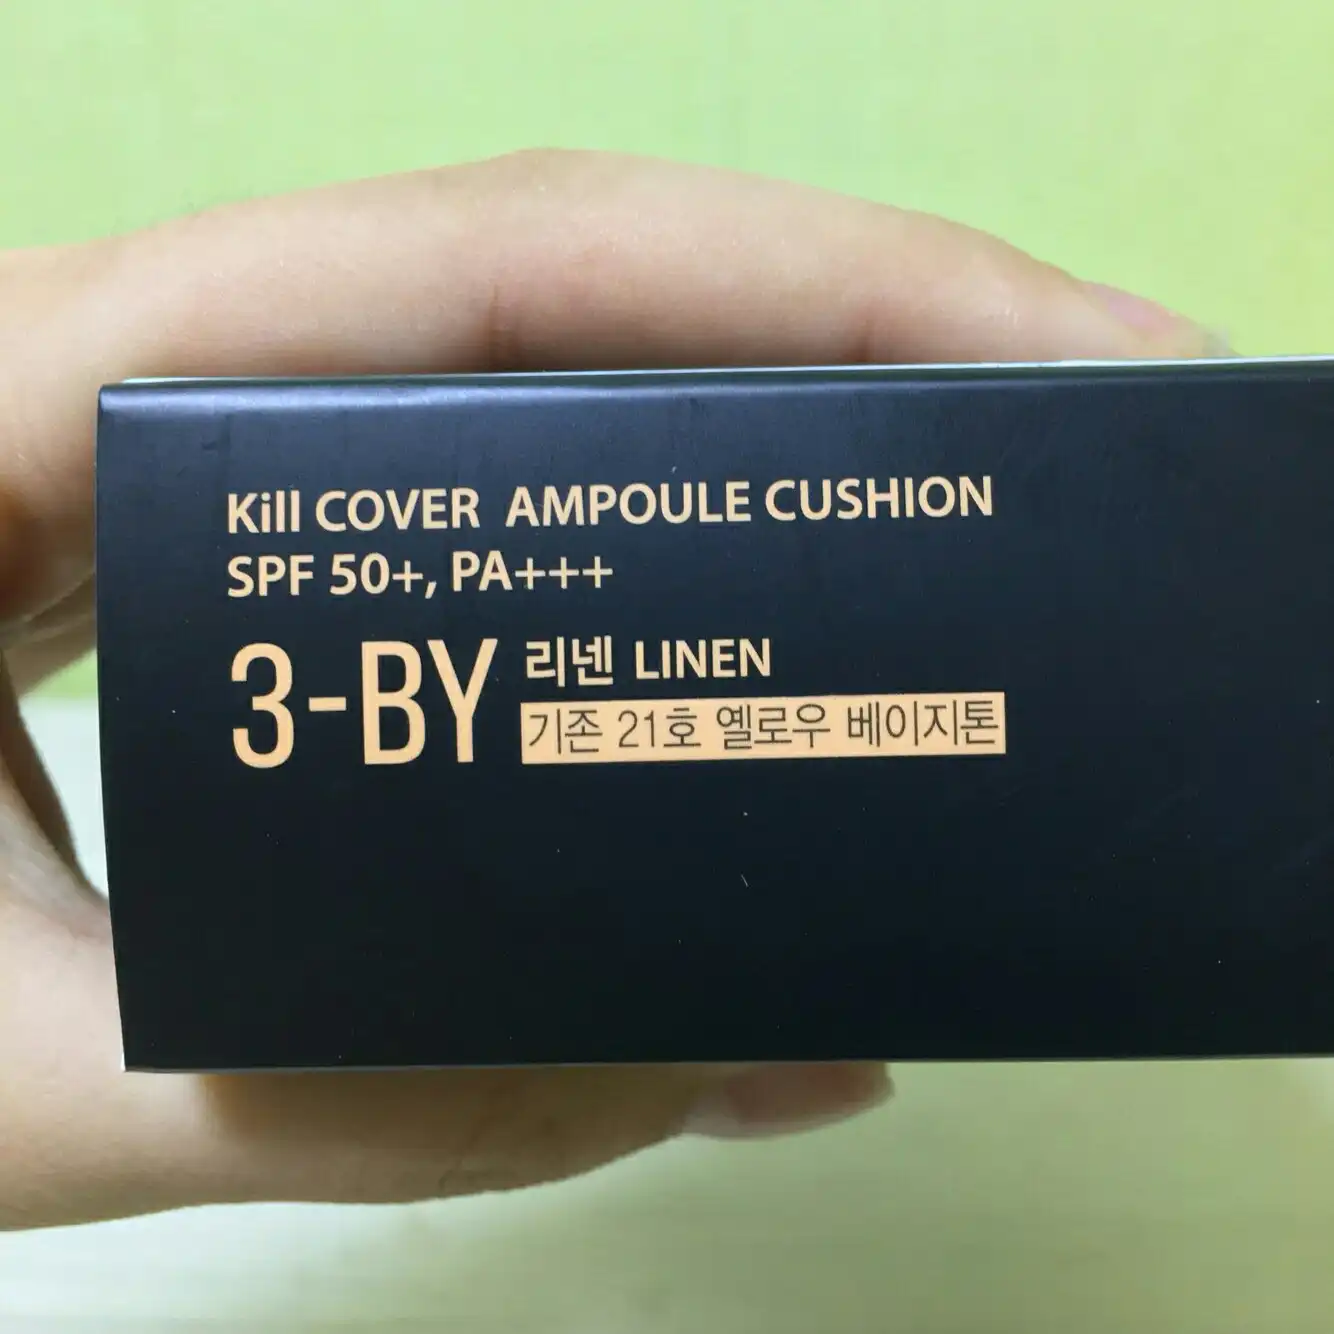 Kill COVER AMPOULE CUSHION
SPF 50+, PA+++
3-BY 리넨 LINEN
기존 21호 옐로우 베이지톤